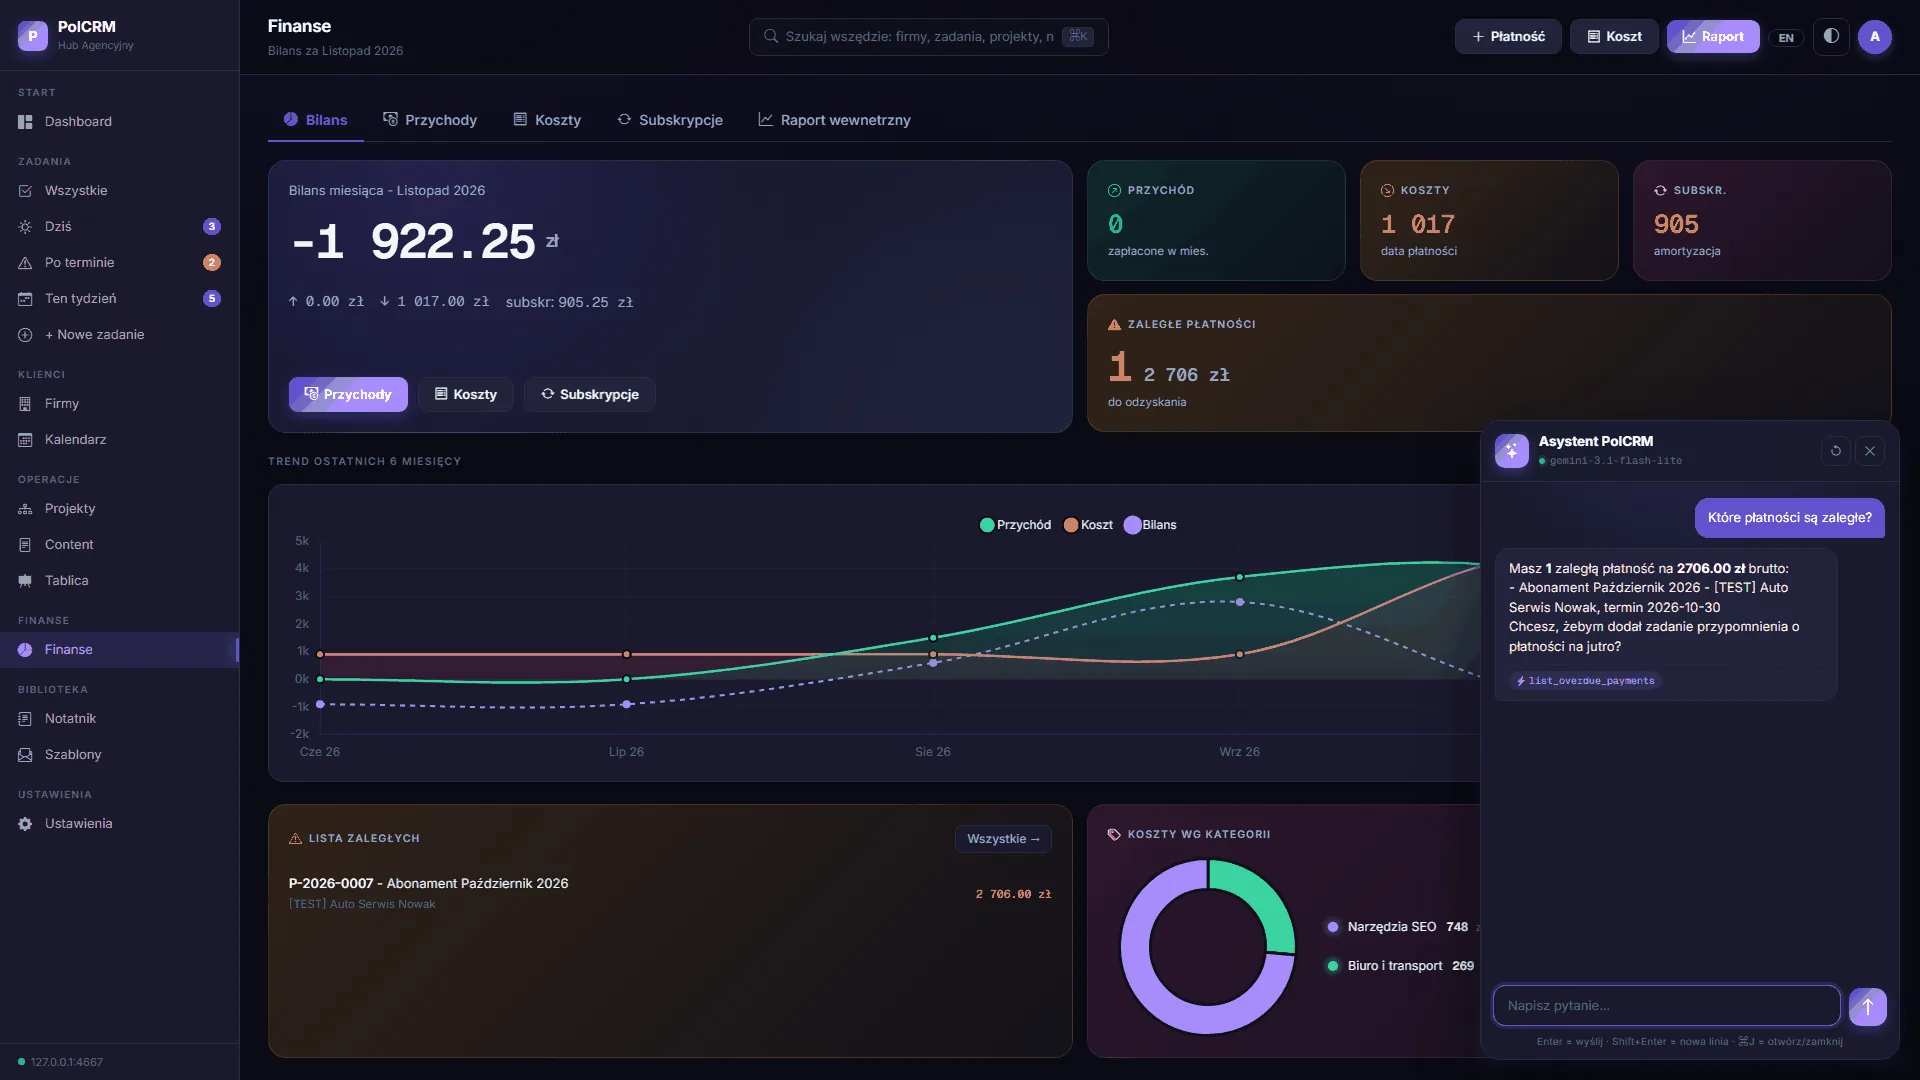 P
PolCRM
Hub Agencyjny
START
Dashboard
ZADANIA
Wszystkie
Dziś 3
Po terminie 2
Ten tydzień 5
+ Nowe zadanie
KLIENCI
Firmy
Kalendarz
OPERACJE
Projekty
Content
Tablica
FINANSE
Finanse
BIBLIOTEKA
Notatnik
Szablony
USTAWIENIA
Ustawienia
127.0.0.1:4667
Finanse
Bilans za Listopad 2026
Szukaj wszędzie: firmy, zadania, projekty, n ⌘K
+ Płatność
Koszt
Raport
EN
A
Bilans
Przychody
Koszty
Subskrypcje
Raport wewnetrzny
Bilans miesiąca - Listopad 2026
-1 922.25 zł
↑ 0.00 zł ↓ 1 017.00 zł subskr: 905.25 zł
Przychody
Koszty
Subskrypcje
PRZYCHÓD
0
zapłacone w mies.
KOSZTY
1 017
data płatności
SUBSKR.
905
amortyzacja
ZALEGŁE PŁATNOŚCI
1 2 706 zł
do odzyskania
TREND OSTATNICH 6 MIESIĘCY
Przychód Koszt Bilans
5k
4k
3k
2k
1k
0k
-1k
-2k
Cze 26 Lip 26 Sie 26 Wrz 26
LISTA ZALEGŁYCH
Wszystkie →
P-2026-0007 - Abonament Październik 2026
[TEST] Auto Serwis Nowak
2 706.00 zł
KOSZTY WG KATEGORII
Narzędzia SEO 748
Biuro i transport 269
Asystent PolCRM
gemini-3.1-flash-lite
Które płatności są zaległe?
Masz 1 zaległą płatność na 2706.00 zł brutto:
- Abonament Październik 2026 - [TEST] Auto
Serwis Nowak, termin 2026-10-30
Chcesz, żebym dodał zadanie przypomnienia o
płatności na jutro?
list_overdue_payments
Napisz pytanie...
Enter = wyślij · Shift+Enter = nowa linia · ⌘J = otwórz/zamknij